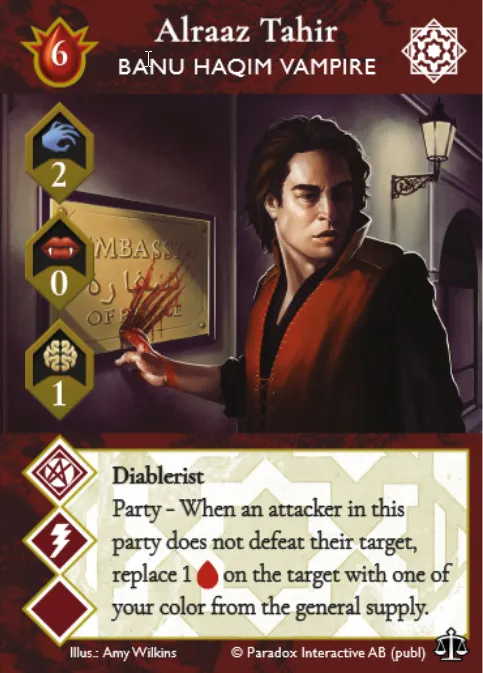 6
Alraaz Tahir
BANU HAQIM VAMPIRE
2
0
1
EMBASSY
سفارة
Diablerist
Party - When an attacker in this
party does not defeat their target,
replace 1 on the target with one of
your color from the general supply.
Illus.: Amy Wilkins © Paradox Interactive AB (publ)